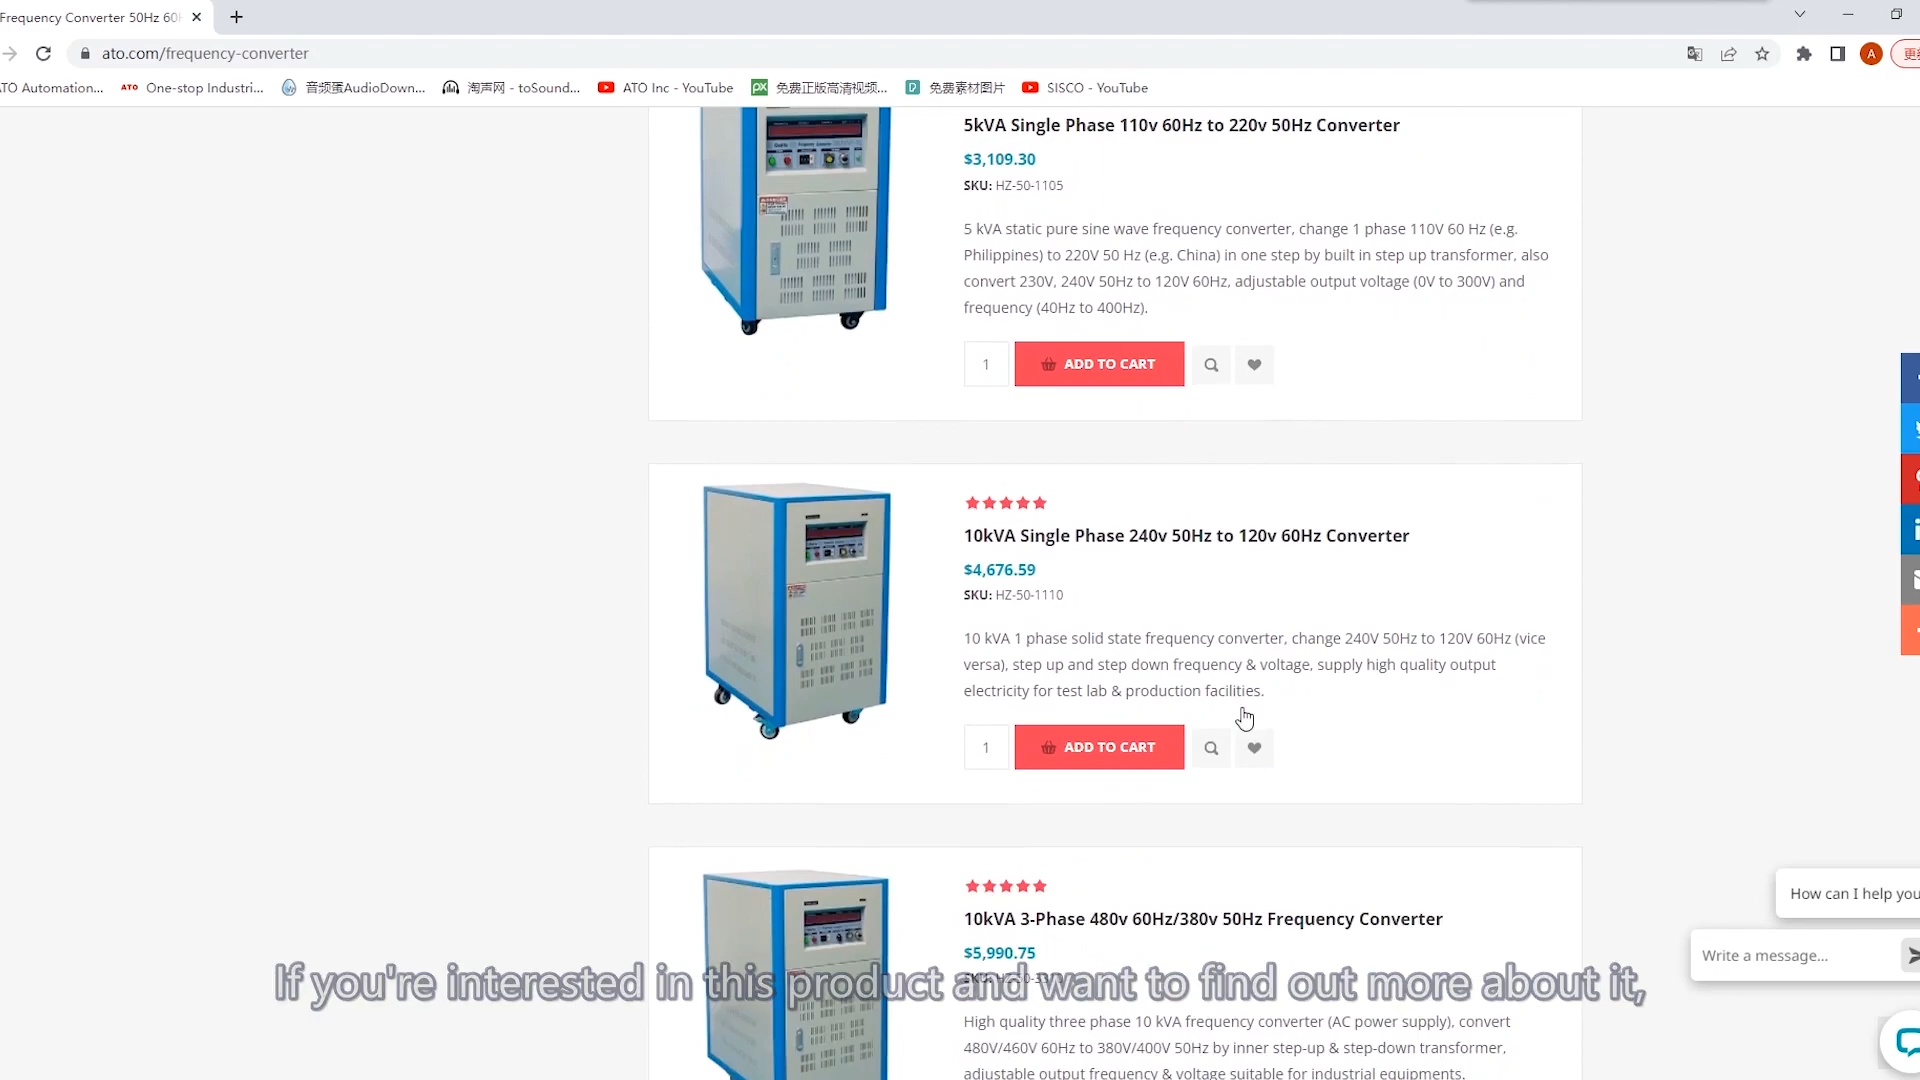 Frequency Converter 50Hz 60
ato.com/frequency-converter
TO Automation...
ATO One-stop Industri...
音频蛋AudioDown...
淘声网 - toSound...
ATO Inc - YouTube
免费正版高清视频...
免费素材图片
SISCO - YouTube
A
5kVA Single Phase 110v 60Hz to 220v 50Hz Converter
$3,109.30
SKU: HZ-50-1105
5 kVA static pure sine wave frequency converter, change 1 phase 110V 60 Hz (e.g.
Philippines) to 220V 50 Hz (e.g. China) in one step by built in step up transformer, also
convert 230V, 240V 50Hz to 120V 60Hz, adjustable output voltage (0V to 300V) and
frequency (40Hz to 400Hz).
1
ADD TO CART
10kVA Single Phase 240v 50Hz to 120v 60Hz Converter
$4,676.59
SKU: HZ-50-1110
10 kVA 1 phase solid state frequency converter, change 240V 50Hz to 120V 60Hz (vice
versa), step up and step down frequency & voltage, supply high quality output
electricity for test lab & production facilities.
1
ADD TO CART
10kVA 3-Phase 480v 60Hz/380v 50Hz Frequency Converter
$5,990.75
If you're interested in this product and want to find out more about it,
High quality three phase 10 kVA frequency converter (AC power supply), convert
480V/460V 60Hz to 380V/400V 50Hz by inner step-up & step-down transformer,
adjustable output frequency & voltage suitable for industrial equipments.
How can I help you
Write a message...